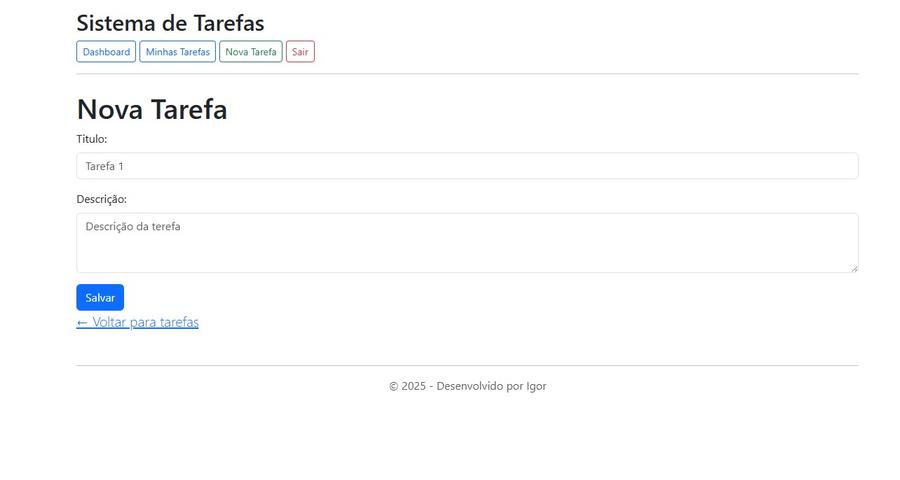 Sistema de Tarefas
Dashboard Minhas Tarefas Nova Tarefa Sair
Nova Tarefa
Titulo:
Tarefa 1
Descrição:
Descrição da terefa
Salvar
← Voltar para tarefas
© 2025 - Desenvolvido por Igor